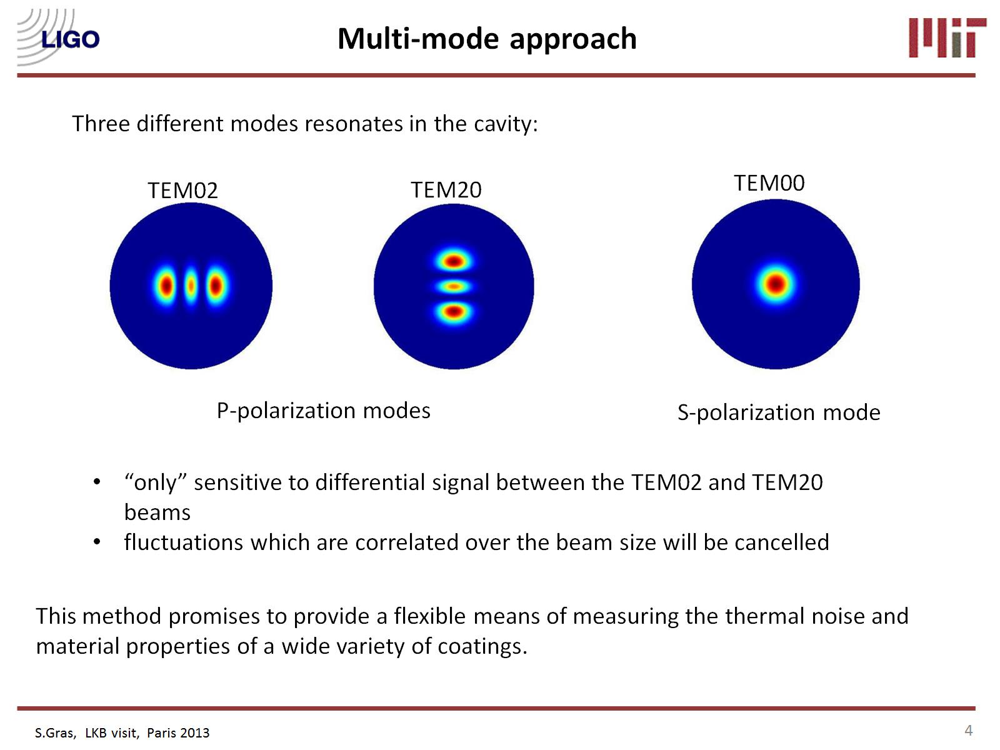 LIGO
Multi-mode approach
MIT
Three different modes resonates in the cavity:
TEM02
TEM20
TEM00
P-polarization modes
S-polarization mode
• “only” sensitive to differential signal between the TEM02 and TEM20
beams
• fluctuations which are correlated over the beam size will be cancelled
This method promises to provide a flexible means of measuring the thermal noise and
material properties of a wide variety of coatings.
S.Gras, LKB visit, Paris 2013
4